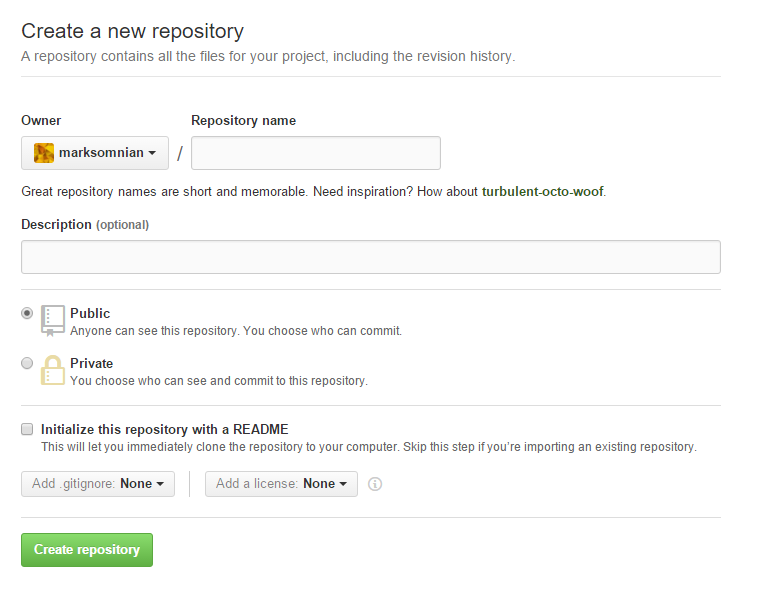 Create a new repository
A repository contains all the files for your project, including the revision history.
Owner
Repository name
marksomnian
/
Great repository names are short and memorable. Need inspiration? How about turbulent-octo-woof.
Description (optional)
Public
Anyone can see this repository. You choose who can commit.
Private
You choose who can see and commit to this repository.
Initialize this repository with a README
This will let you immediately clone the repository to your computer. Skip this step if you’re importing an existing repository.
Add .gitignore: None
Add a license: None
Create repository